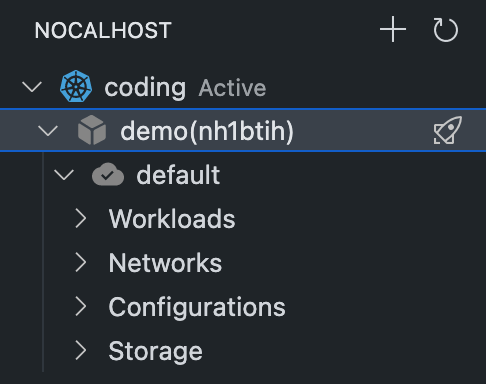 NOCALHOST
coding Active
demo(nh1btih)
default
Workloads
Networks
Configurations
Storage